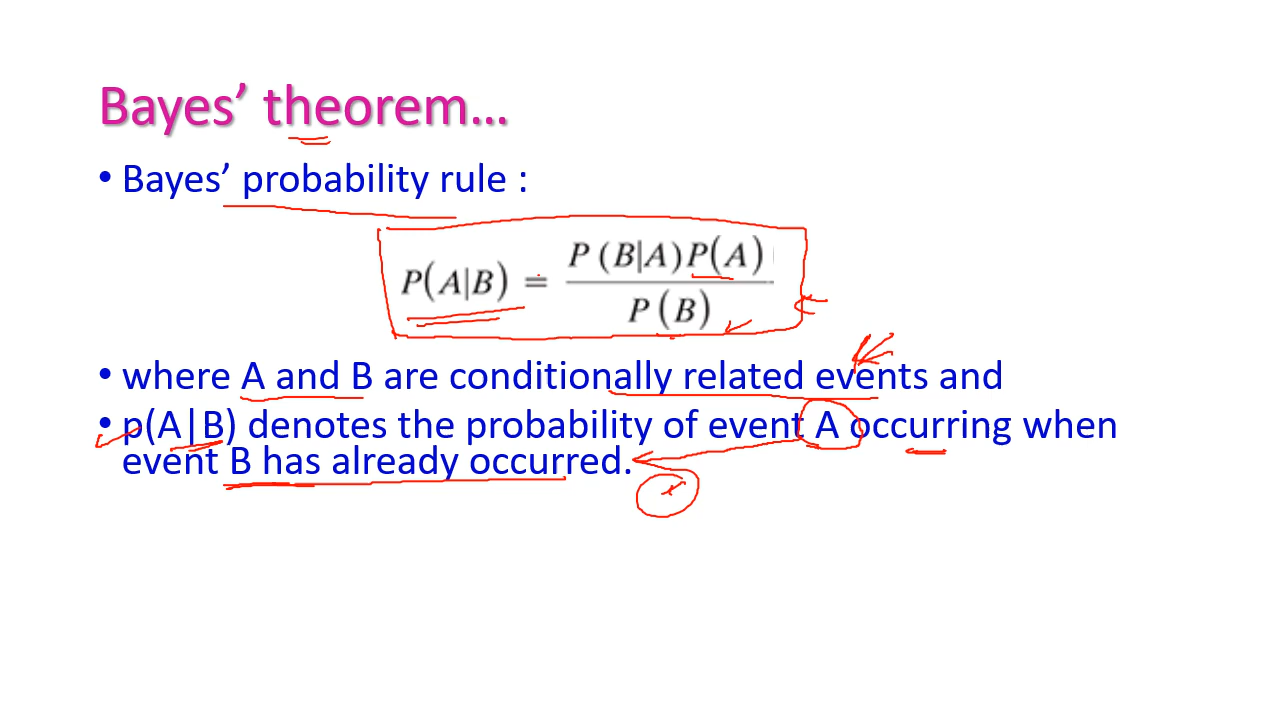 Bayes’ theorem…
• Bayes’ probability rule :
P(A|B) = P(B|A)P(A) / P(B)
• where A and B are conditionally related events and
• p(A|B) denotes the probability of event A occurring when
event B has already occurred.